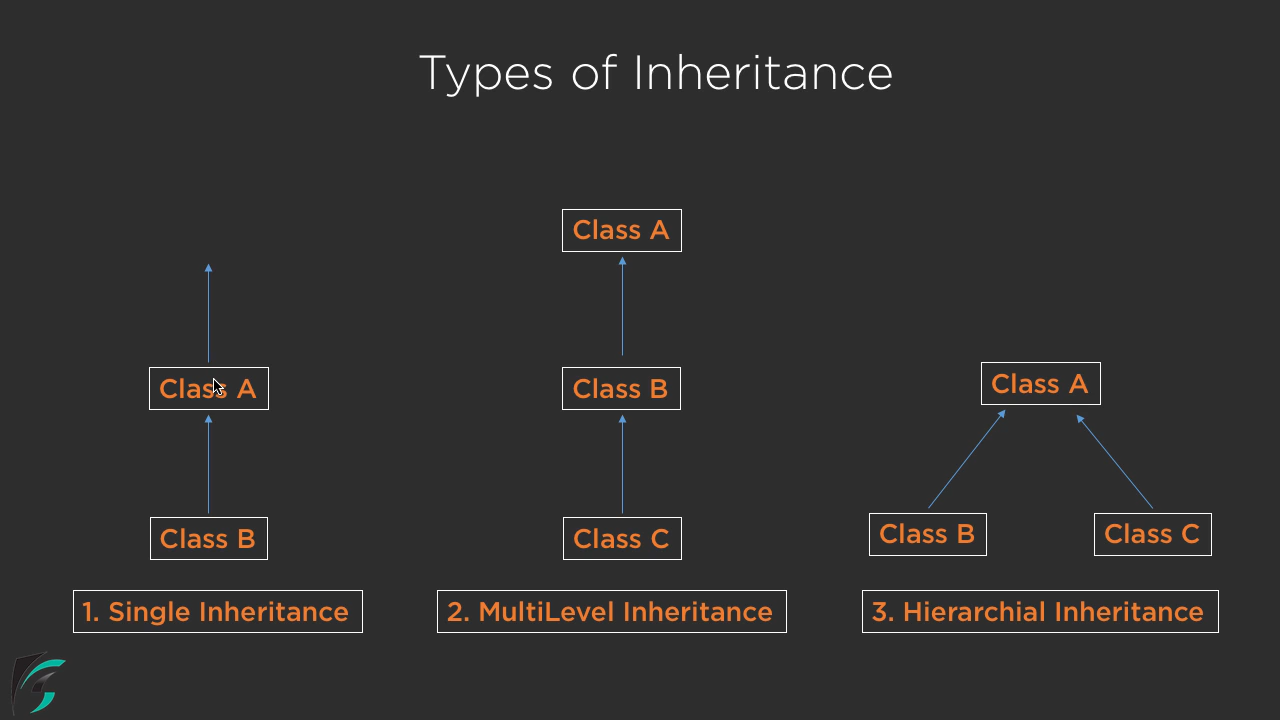 Types of Inheritance
Class A
Class B
1. Single Inheritance
Class A
Class B
Class C
2. MultiLevel Inheritance
Class A
Class B
Class C
3. Hierarchial Inheritance